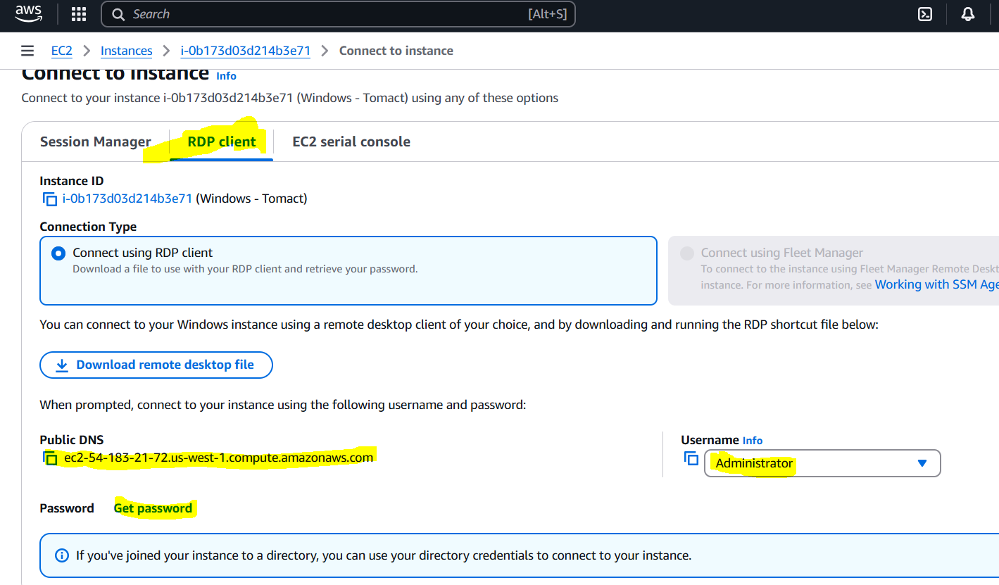 aws
Search [Alt+S]
EC2 > Instances > i-0b173d03d214b3e71 > Connect to instance
Connect to instance Info
Connect to your instance i-0b173d03d214b3e71 (Windows - Tomact) using any of these options
Session Manager RDP client EC2 serial console
Instance ID
i-0b173d03d214b3e71 (Windows - Tomact)
Connection Type
Connect using RDP client
Download a file to use with your RDP client and retrieve your password.
Connect using Fleet Manager
To connect to the instance using Fleet Manager Remote
instance. For more information, see Working with SSM
You can connect to your Windows instance using a remote desktop client of your choice, and by downloading and running the RDP shortcut file below:
Download remote desktop file
When prompted, connect to your instance using the following username and password:
Public DNS
ec2-54-183-21-72.us-west-1.compute.amazonaws.com
Username Info
Administrator
Password Get password
If you've joined your instance to a directory, you can use your directory credentials to connect to your instance.